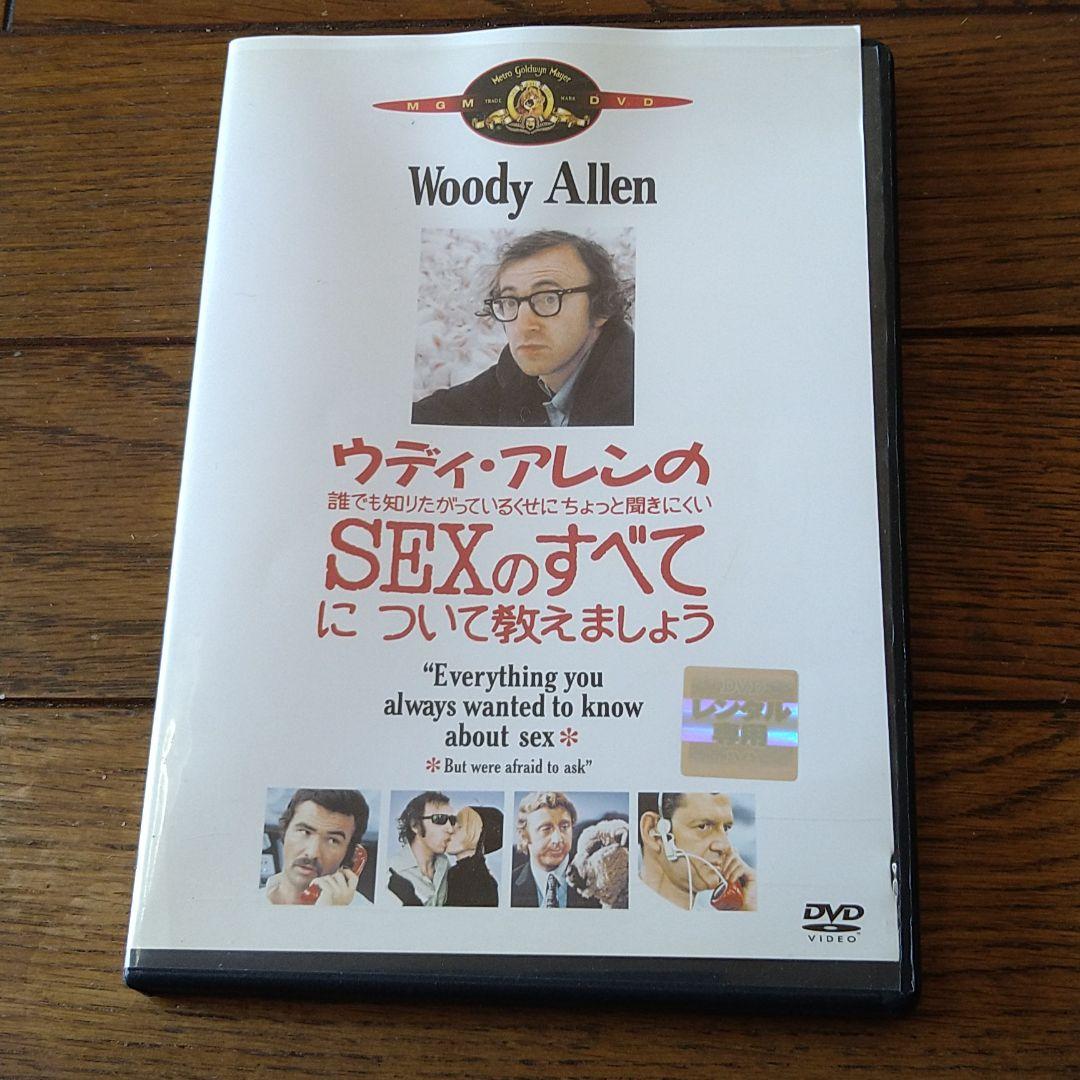 Metro Goldwyn Mayer
MGM TRADE MARK DVD
Woody Allen
ウディ・アレンの
誰でも知りたがっているくせにちょっと聞きにくい
SEXのすべて
に ついて教えましょう
“Everything you
always wanted to know
about sex*
*But were afraid to ask”
DVD
レンタル
専用
DVD
VIDEO